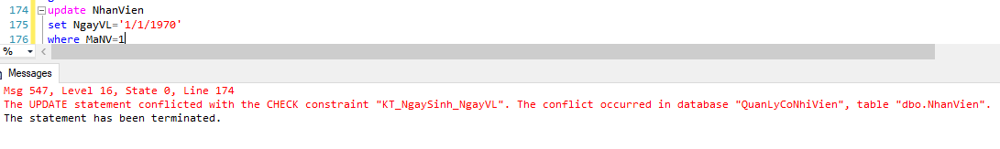 174 update NhanVien
175 set NgayVL='1/1/1970'
176 where MaNV=1
%
Messages
Msg 547, Level 16, State 0, Line 174
The UPDATE statement conflicted with the CHECK constraint "KT_NgaySinh_NgayVL". The conflict occurred in database "QuanLyCoNhiVien", table "dbo.NhanVien".
The statement has been terminated.